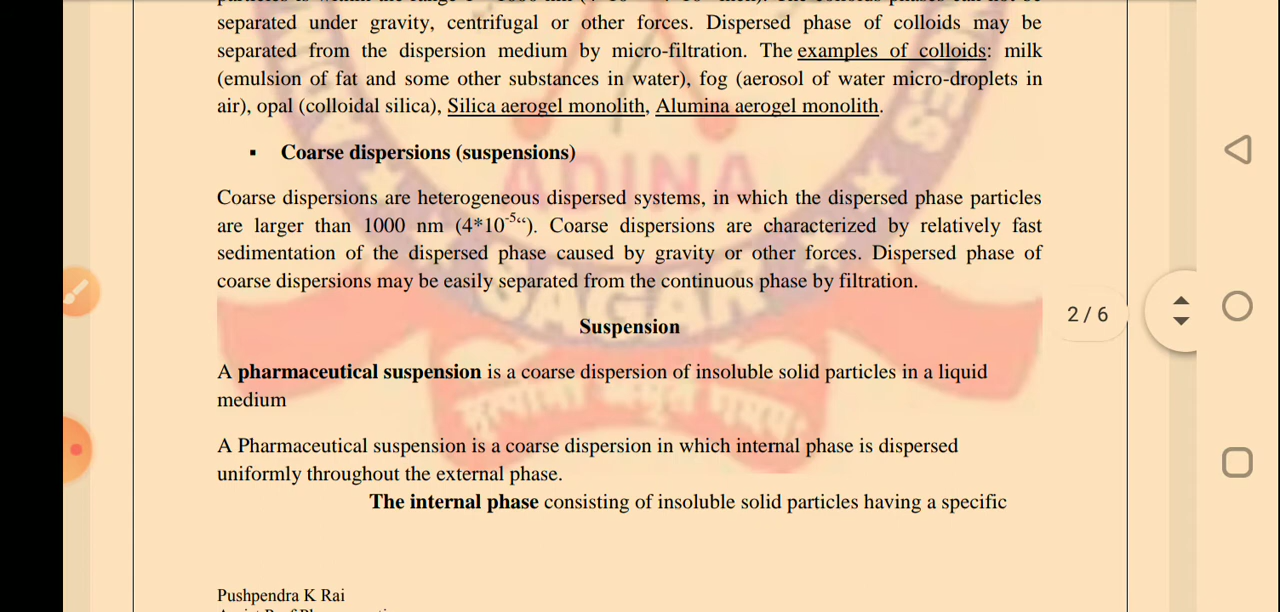 separated under gravity, centrifugal or other forces. Dispersed phase of colloids may be
separated from the dispersion medium by micro-filtration. The examples of colloids: milk
(emulsion of fat and some other substances in water), fog (aerosol of water micro-droplets in
air), opal (colloidal silica), Silica aerogel monolith, Alumina aerogel monolith.
▪ Coarse dispersions (suspensions)
ADINA
Coarse dispersions are heterogeneous dispersed systems, in which the dispersed phase particles
are larger than 1000 nm (4*10⁻⁵“). Coarse dispersions are characterized by relatively fast
sedimentation of the dispersed phase caused by gravity or other forces. Dispersed phase of
coarse dispersions may be easily separated from the continuous phase by filtration.
SAGAR
2 / 6
Suspension
A pharmaceutical suspension is a coarse dispersion of insoluble solid particles in a liquid
medium
A Pharmaceutical suspension is a coarse dispersion in which internal phase is dispersed
uniformly throughout the external phase.
The internal phase consisting of insoluble solid particles having a specific
Pushpendra K Rai